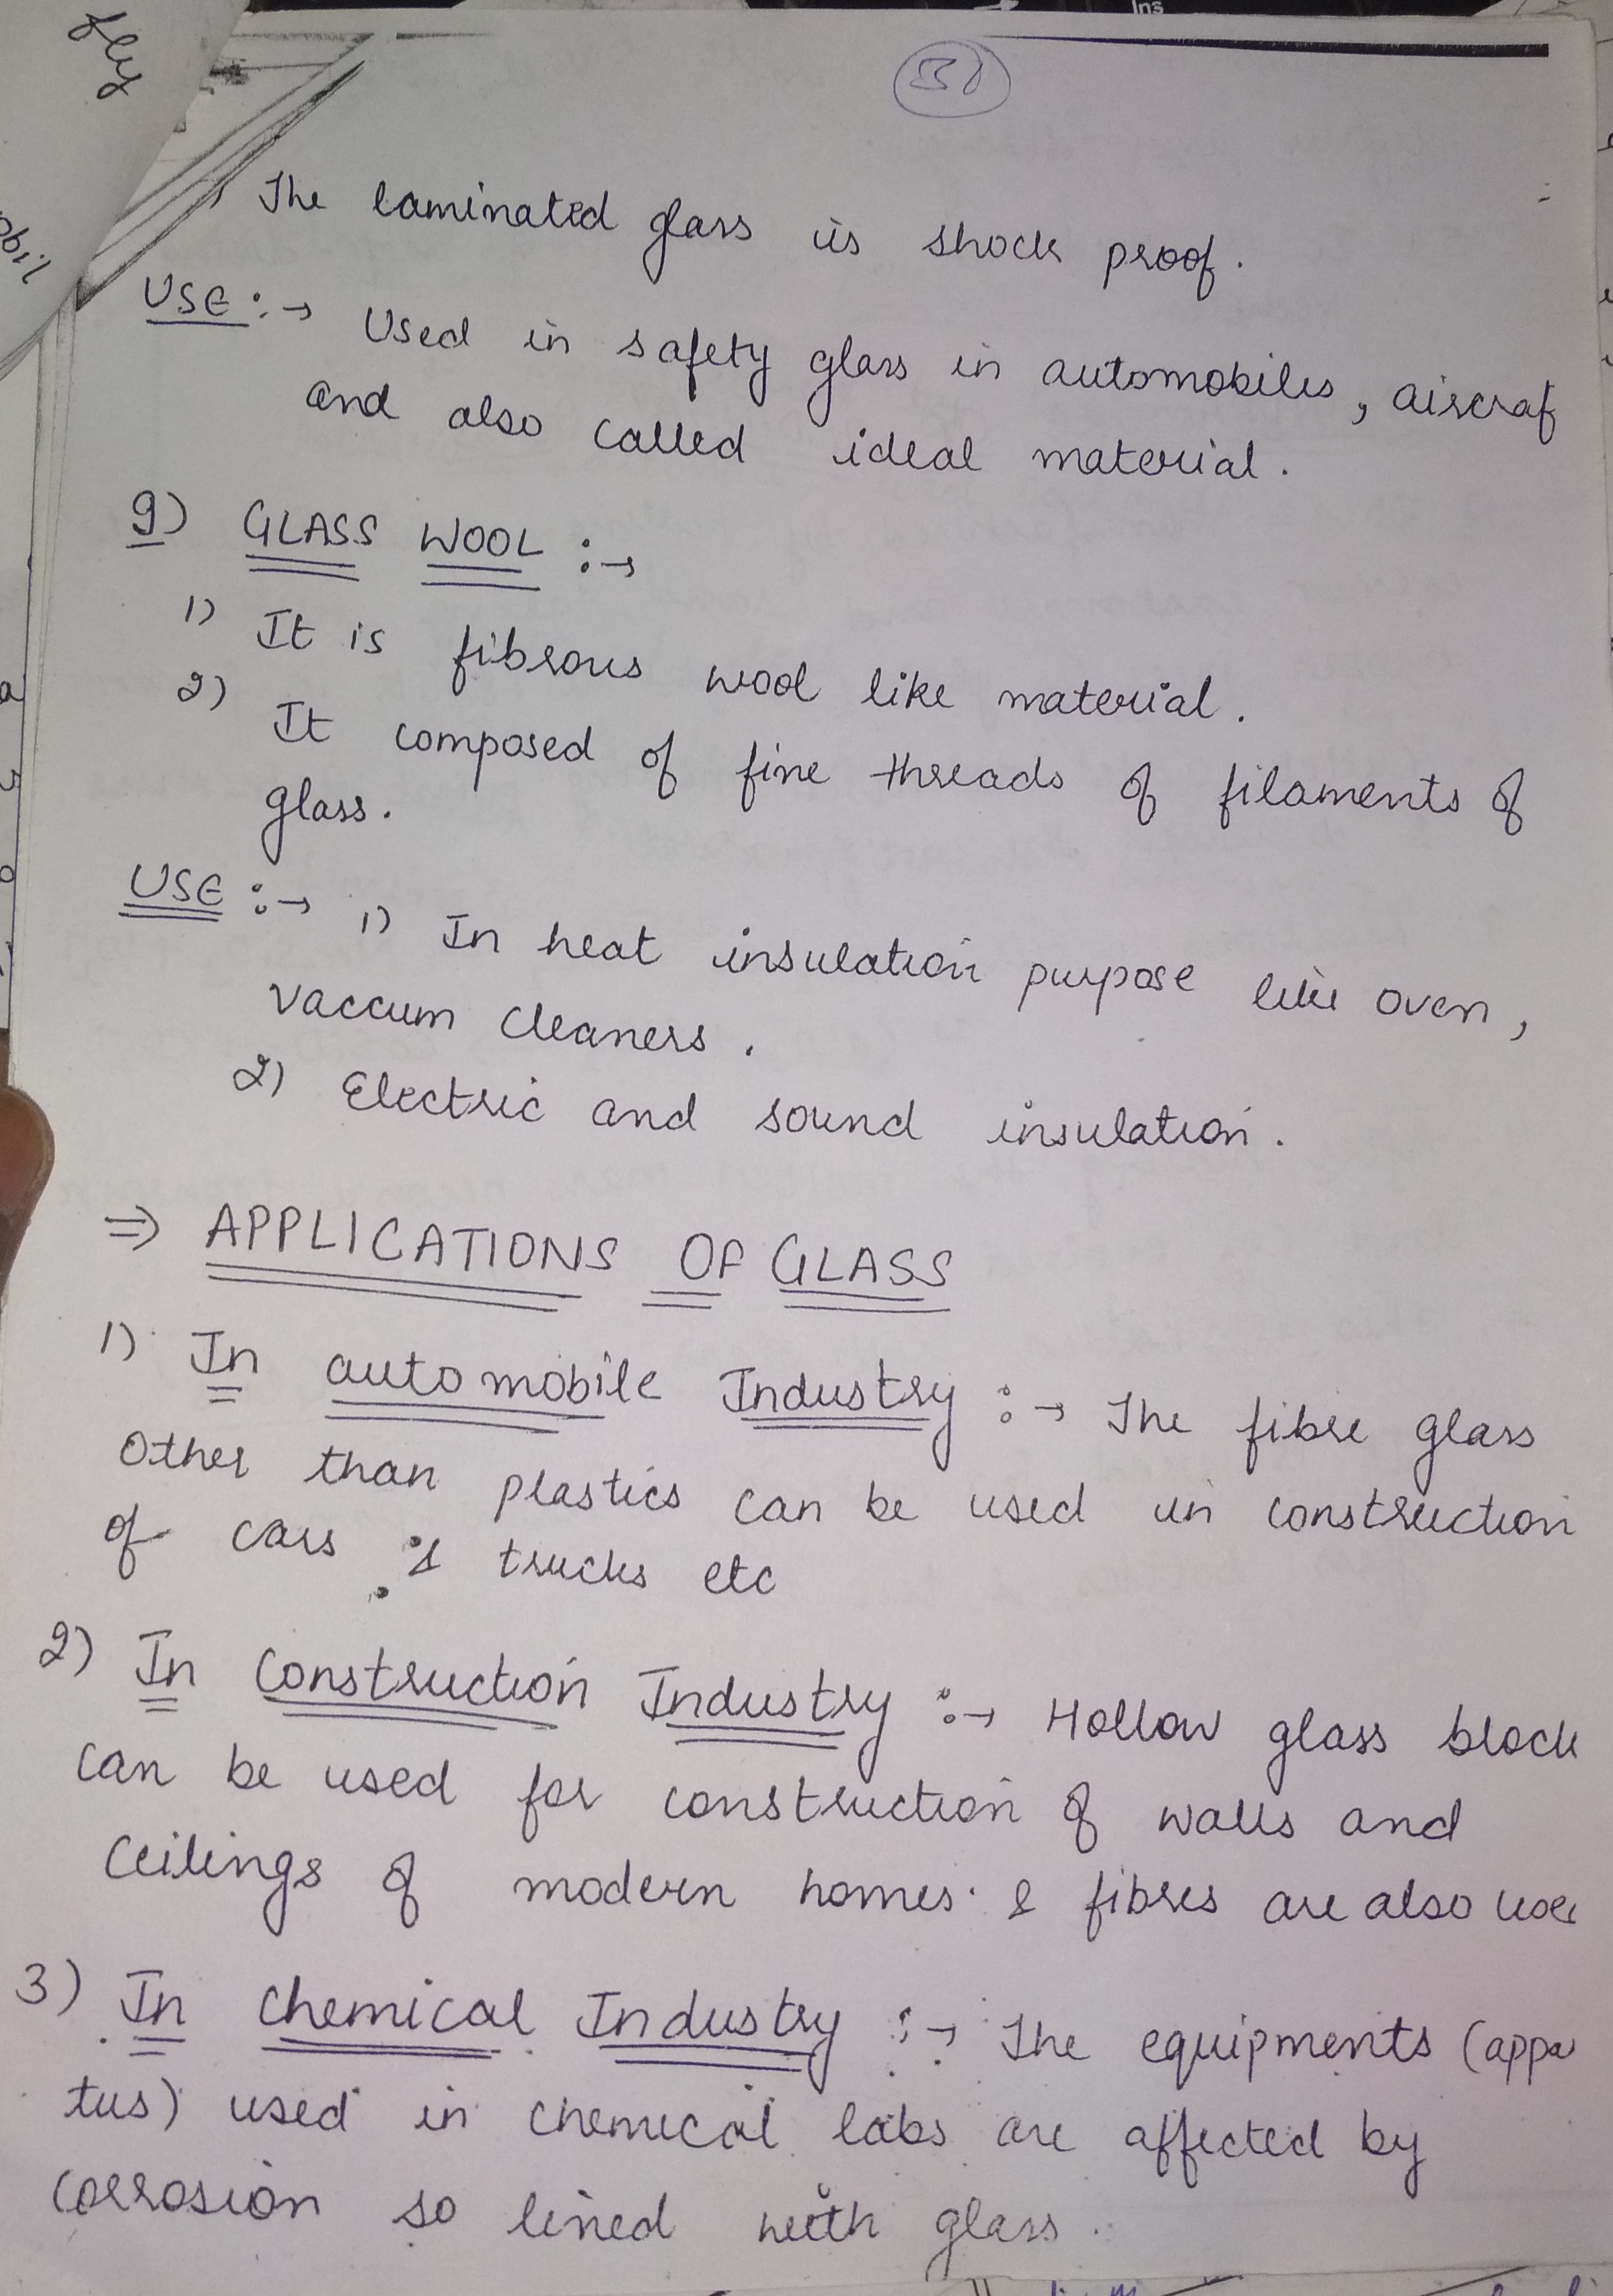 Ins
fly
obil
The laminated glass is shock proof.
USE :→ Used in safety glass in automobiles, aircraf
and also called ideal material.
9) GLASS WOOL :→
1) It is fibrous wool like material.
2) It composed of fine threads of filaments of
glass.
USE :→ 1) In heat insulation purpose like oven,
vaccum cleaners.
2) Electric and sound insulation.
⇒ APPLICATIONS OF GLASS
1) In automobile Industry :→ The fibre glass
other than plastics can be used in construction
of cars & trucks etc
2) In Construction Industry :→ Hollow glass block
can be used for construction of walls and
ceilings of modern homes. & fibres are also use
3) In Chemical Industry :→ The equipments (appa
tus) used in chemical labs are affected by
corrosion so lined with glass.